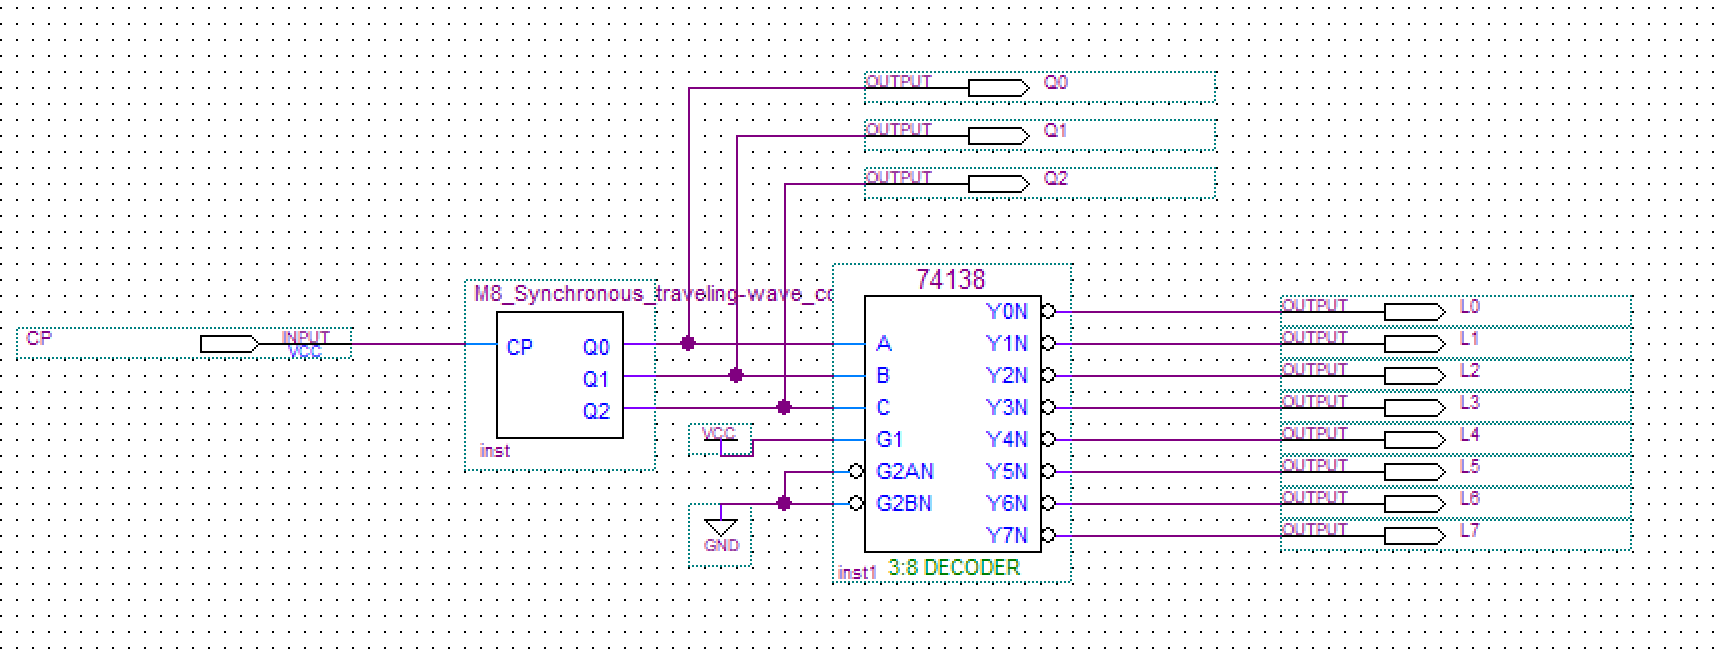 OUTPUT Q0
OUTPUT Q1
OUTPUT Q2
74138
M8_Synchronous_traveling-wave_co
CP INPUT
VCC
CP Q0
Q1
Q2
inst
A
B
C
G1
G2AN
G2BN
Y0N
Y1N
Y2N
Y3N
Y4N
Y5N
Y6N
Y7N
VCC
GND
inst1 3:8 DECODER
OUTPUT L0
OUTPUT L1
OUTPUT L2
OUTPUT L3
OUTPUT L4
OUTPUT L5
OUTPUT L6
OUTPUT L7